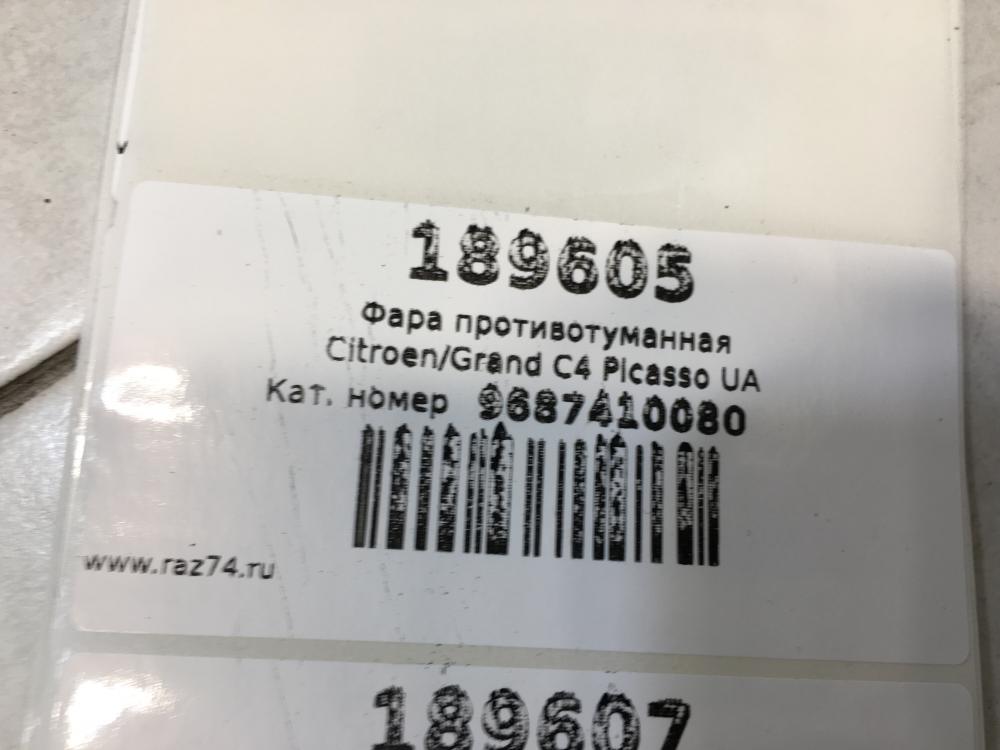 189605
Фара противотуманная
Citroen/Grand C4 Picasso UA
Кат. номер 9687410080
www.raz74.ru
189607